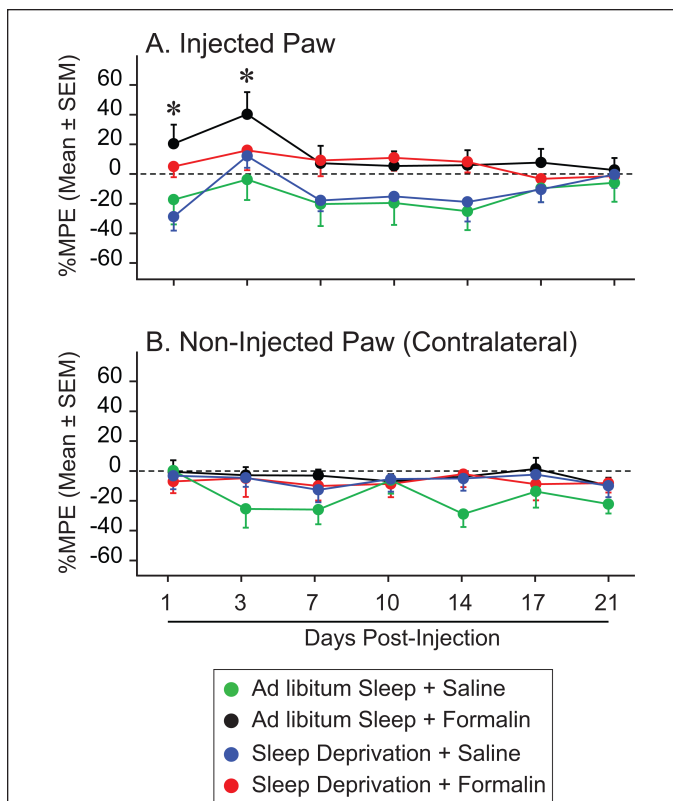 A. Injected Paw
* *
%MPE (Mean ± SEM)
60
40
20
0
-20
-40
-60
B. Non-Injected Paw (Contralateral)
%MPE (Mean ± SEM)
60
40
20
0
-20
-40
-60
1 3 7 10 14 17 21
Days Post-Injection
Ad libitum Sleep + Saline
Ad libitum Sleep + Formalin
Sleep Deprivation + Saline
Sleep Deprivation + Formalin